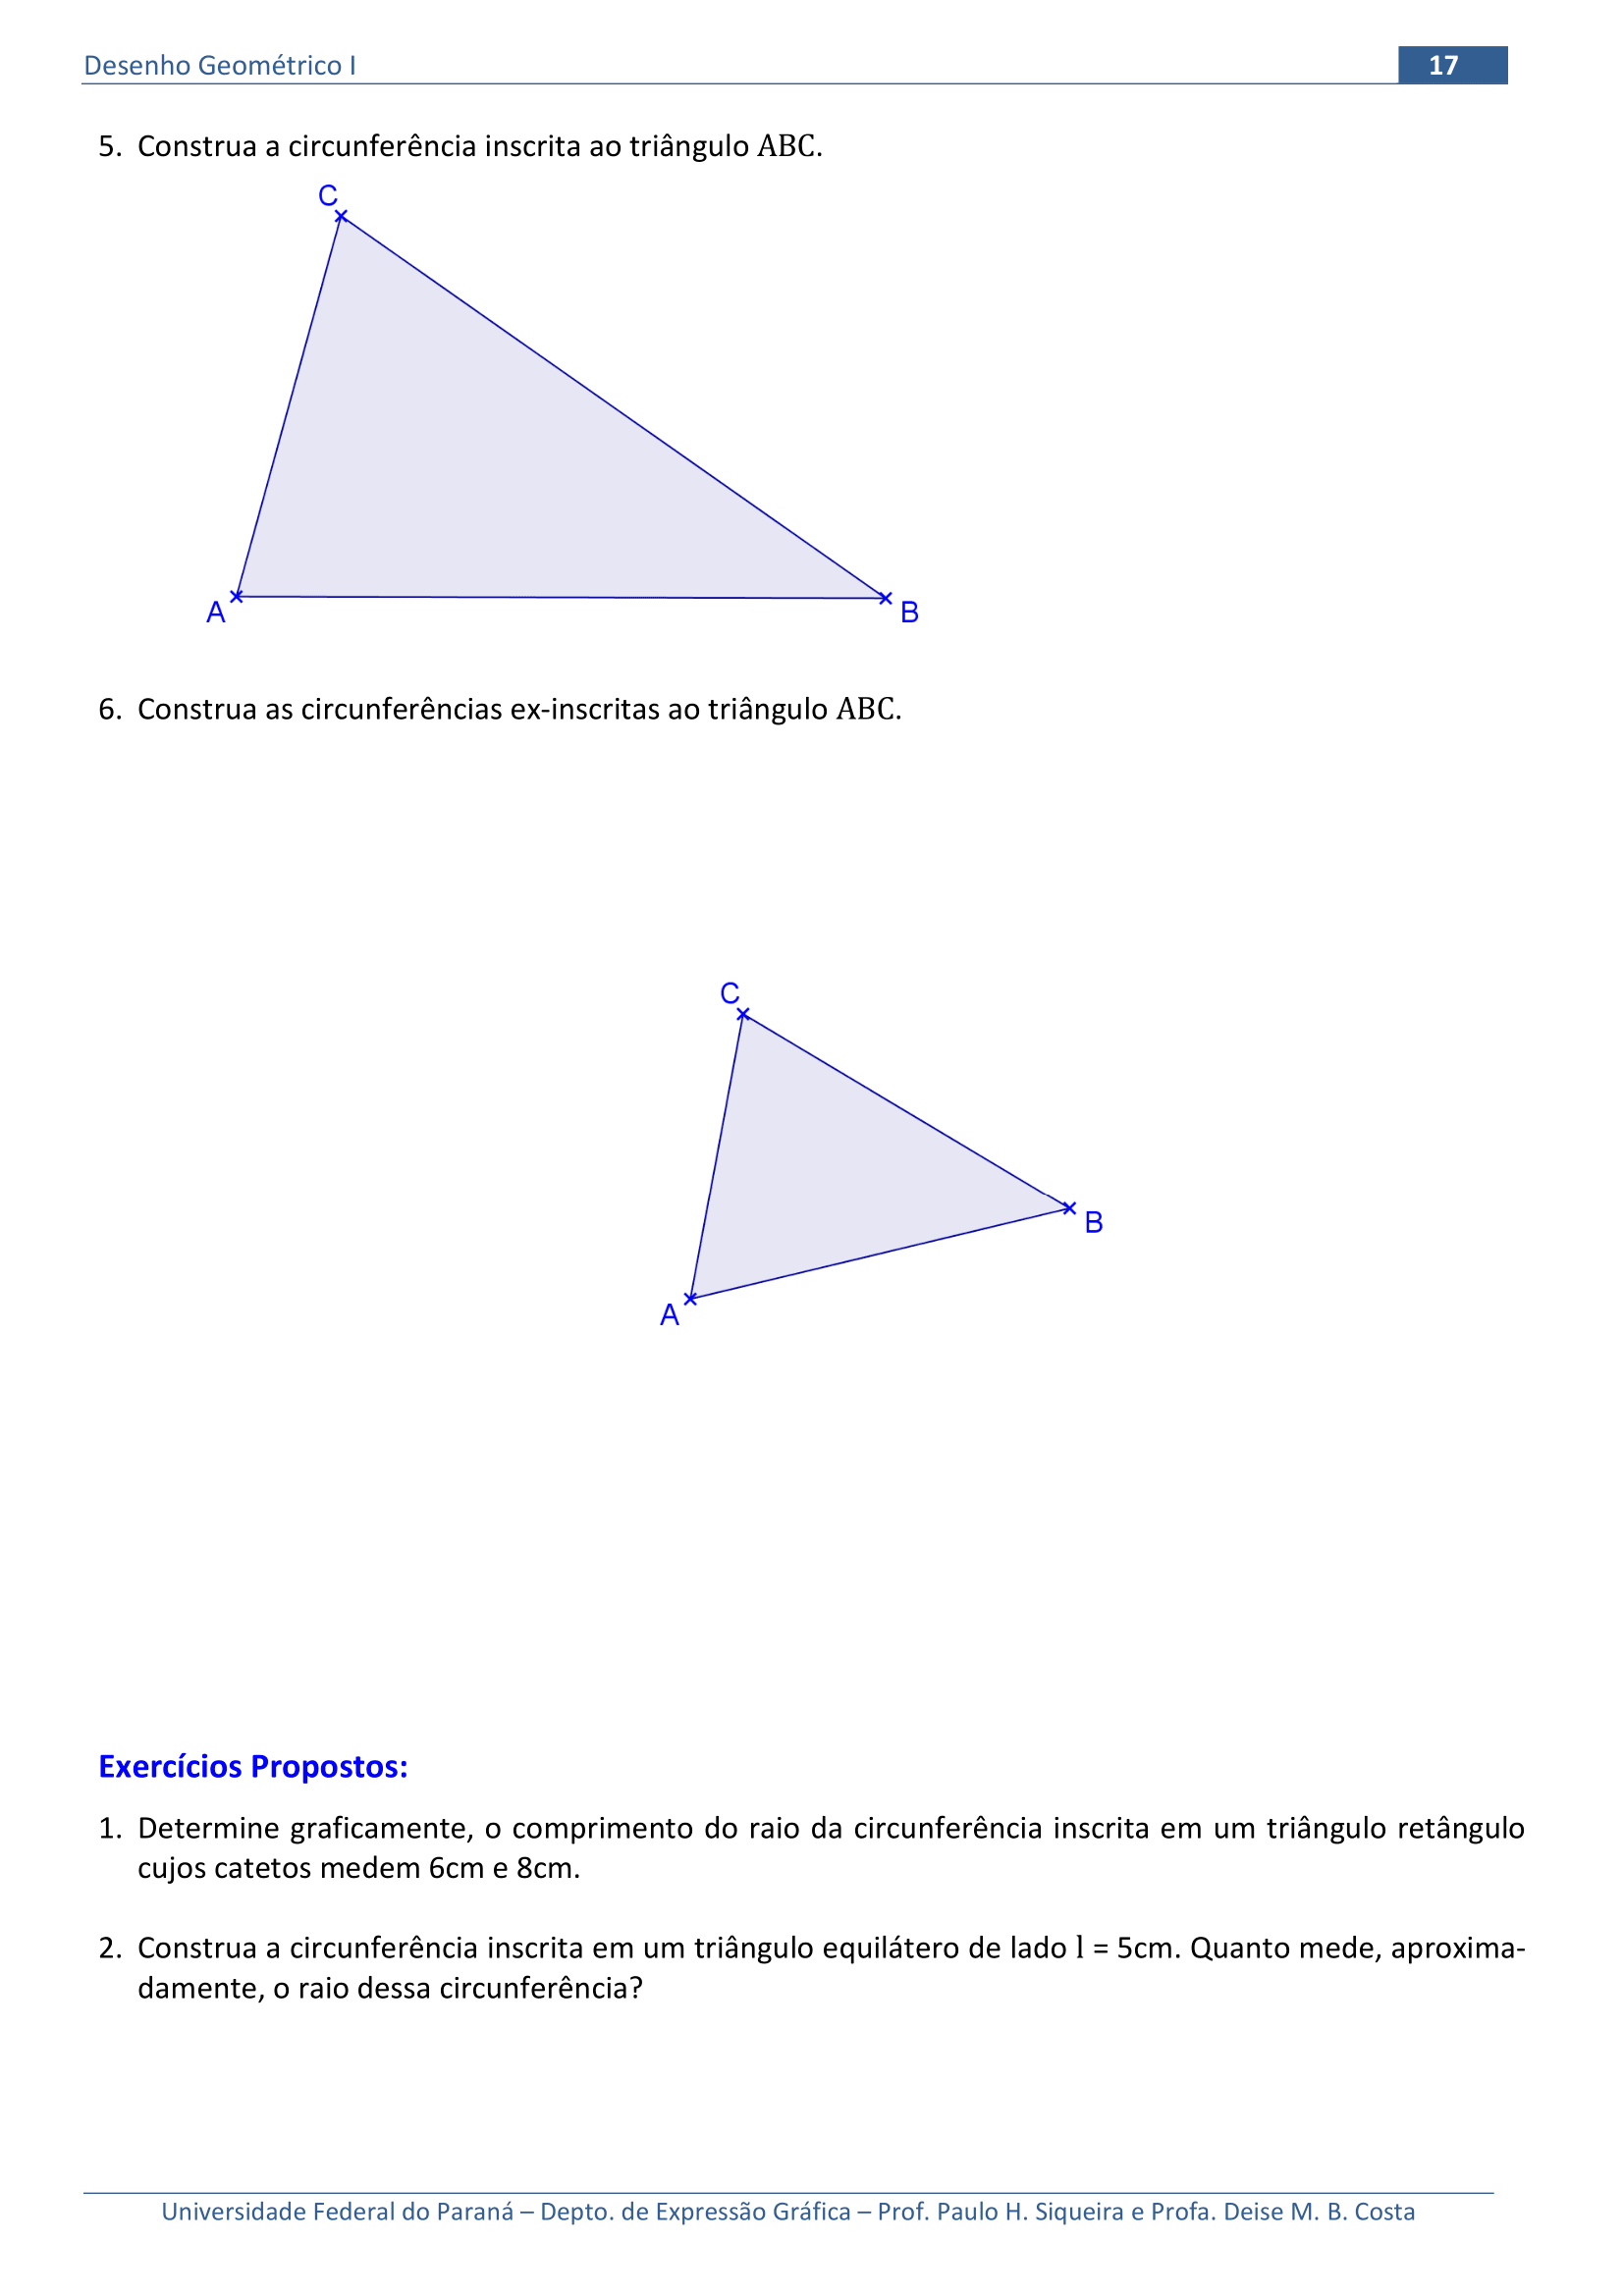 Desenho Geométrico I
17
5. Construa a circunferência inscrita ao triângulo ABC.
C
A
B
6. Construa as circunferências ex-inscritas ao triângulo ABC.
C
B
A
Exercícios Propostos:
1. Determine graficamente, o comprimento do raio da circunferência inscrita em um triângulo retângulo
cujos catetos medem 6cm e 8cm.
2. Construa a circunferência inscrita em um triângulo equilátero de lado l = 5cm. Quanto mede, aproxima-
damente, o raio dessa circunferência?
Universidade Federal do Paraná – Depto. de Expressão Gráfica – Prof. Paulo H. Siqueira e Profa. Deise M. B. Costa